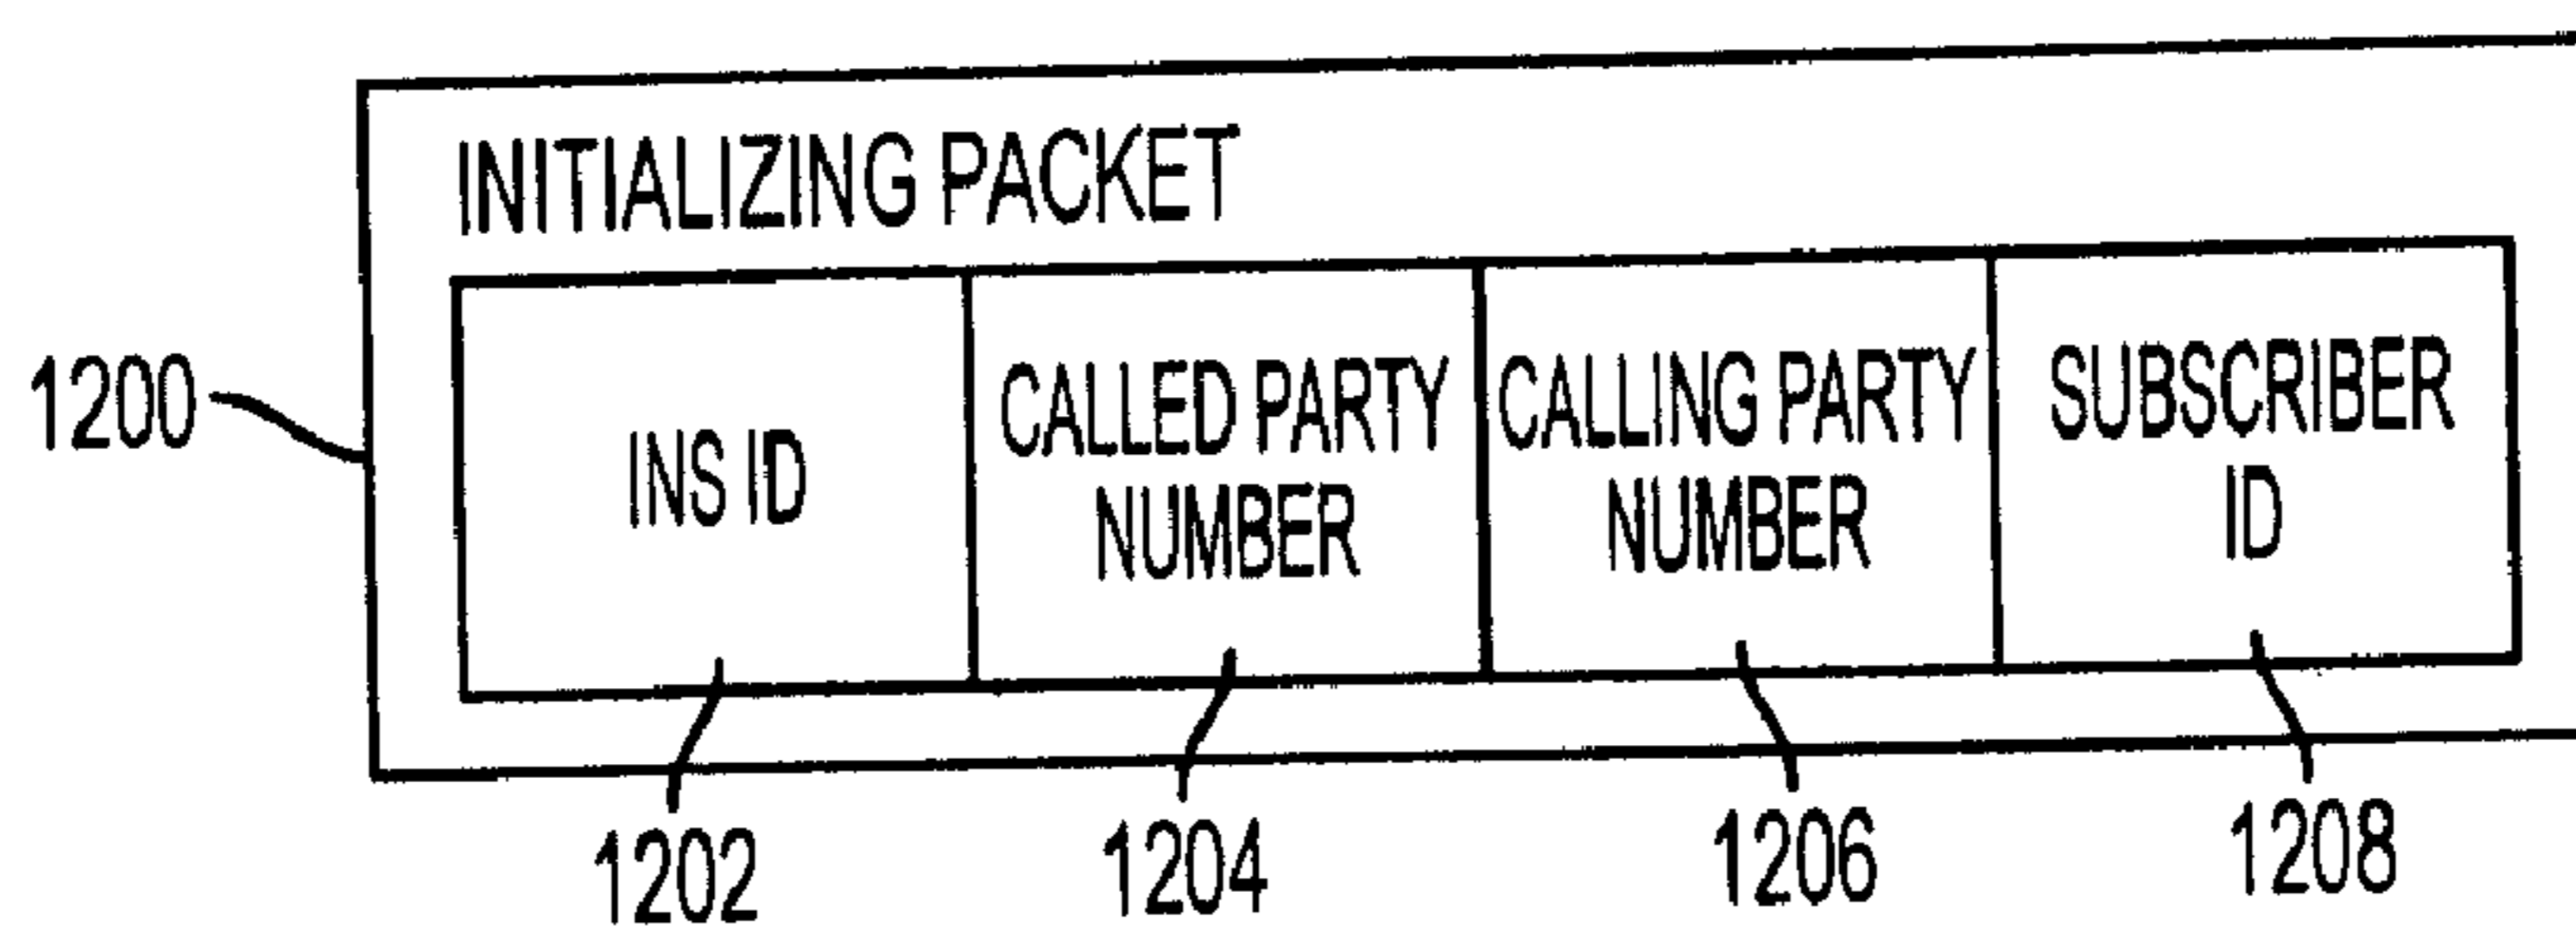 INITIALIZING PACKET
1200
INS ID
CALLED PARTY
NUMBER
CALLING PARTY
NUMBER
SUBSCRIBER
ID
1202
1204
1206
1208